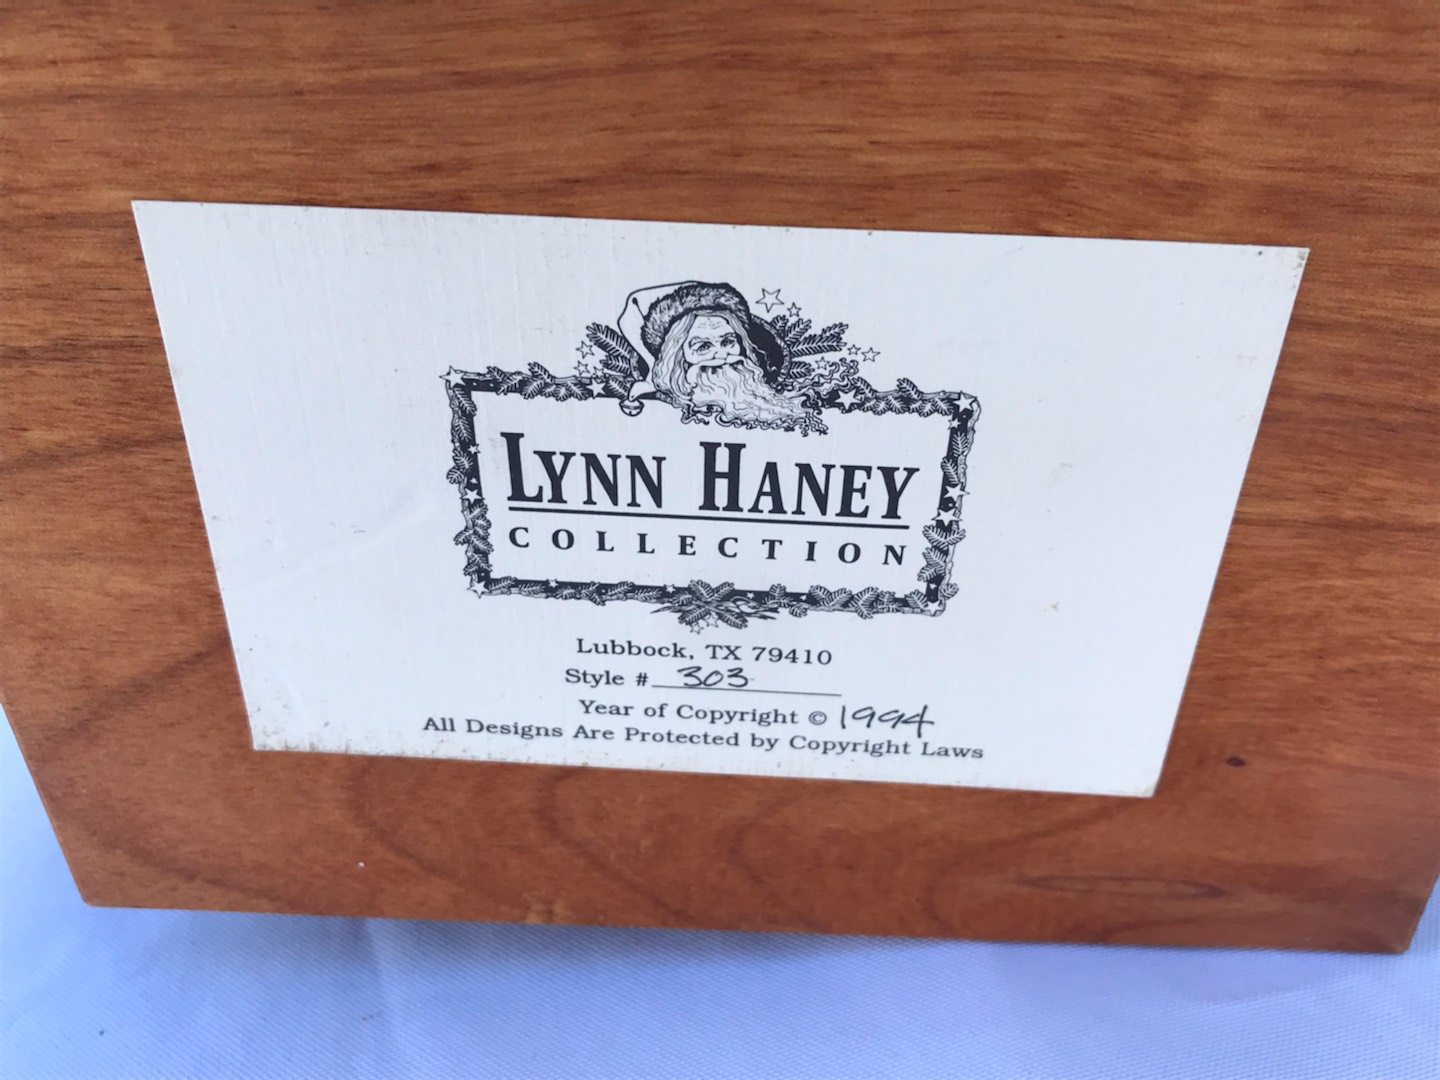 LYNN HANEY
COLLECTION
Lubbock, TX 79410
Style # 303
Year of Copyright © 1994
All Designs Are Protected by Copyright Laws